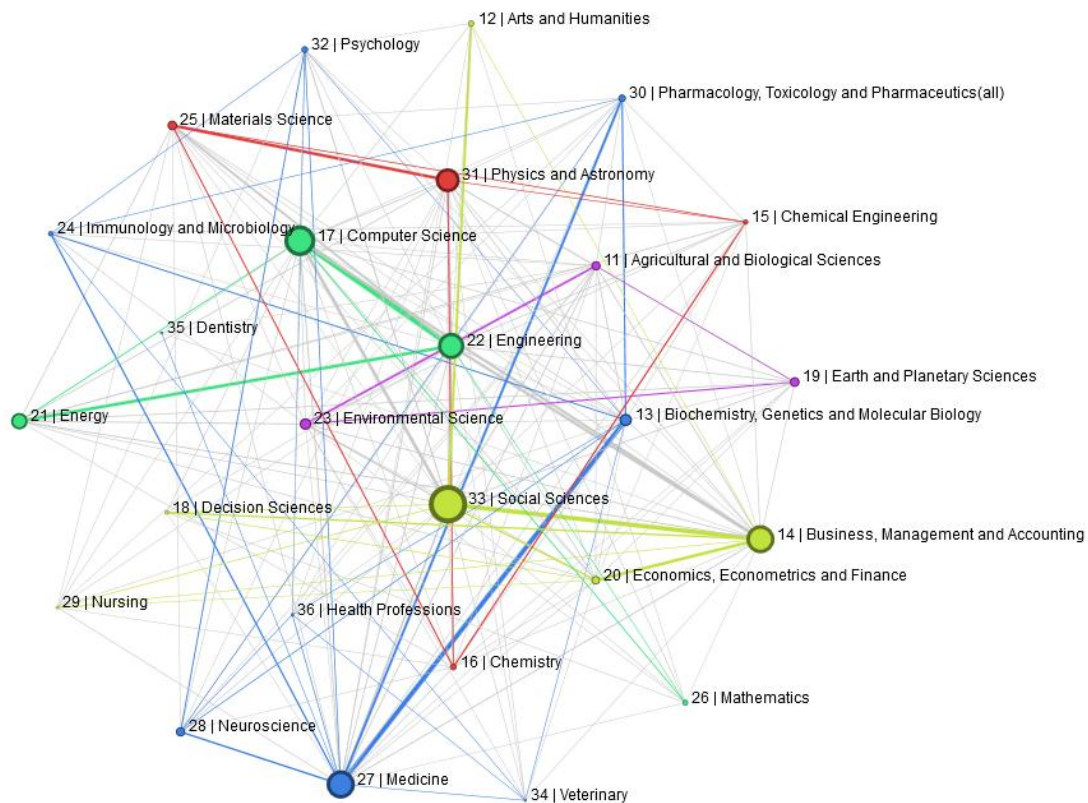 12 | Arts and Humanities
32 | Psychology
30 | Pharmacology, Toxicology and Pharmaceutics(all)
25 | Materials Science
31 | Physics and Astronomy
15 | Chemical Engineering
24 | Immunology and Microbiology
17 | Computer Science
11 | Agricultural and Biological Sciences
35 | Dentistry
22 | Engineering
19 | Earth and Planetary Sciences
21 | Energy
23 | Environmental Science
13 | Biochemistry, Genetics and Molecular Biology
33 | Social Sciences
18 | Decision Sciences
14 | Business, Management and Accounting
20 | Economics, Econometrics and Finance
29 | Nursing
36 | Health Professions
16 | Chemistry
26 | Mathematics
28 | Neuroscience
27 | Medicine
34 | Veterinary